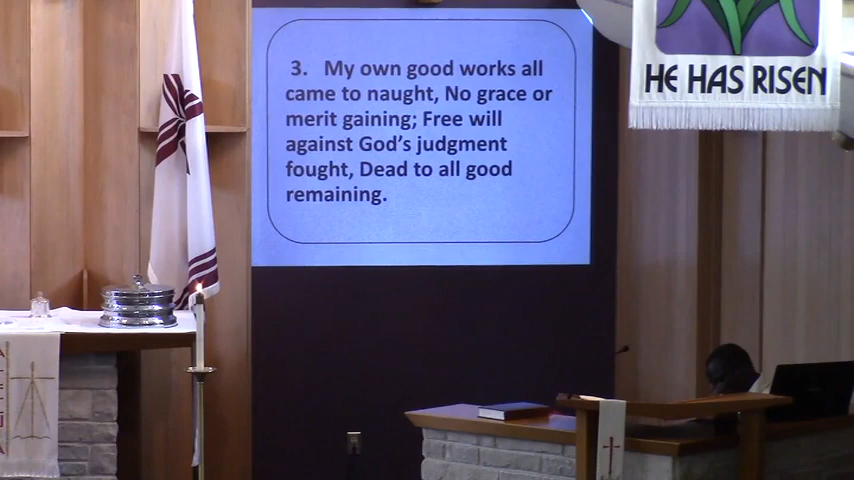 3. My own good works all
came to naught, No grace or
merit gaining; Free will
against God's judgment
fought, Dead to all good
remaining.
HE HAS RISEN